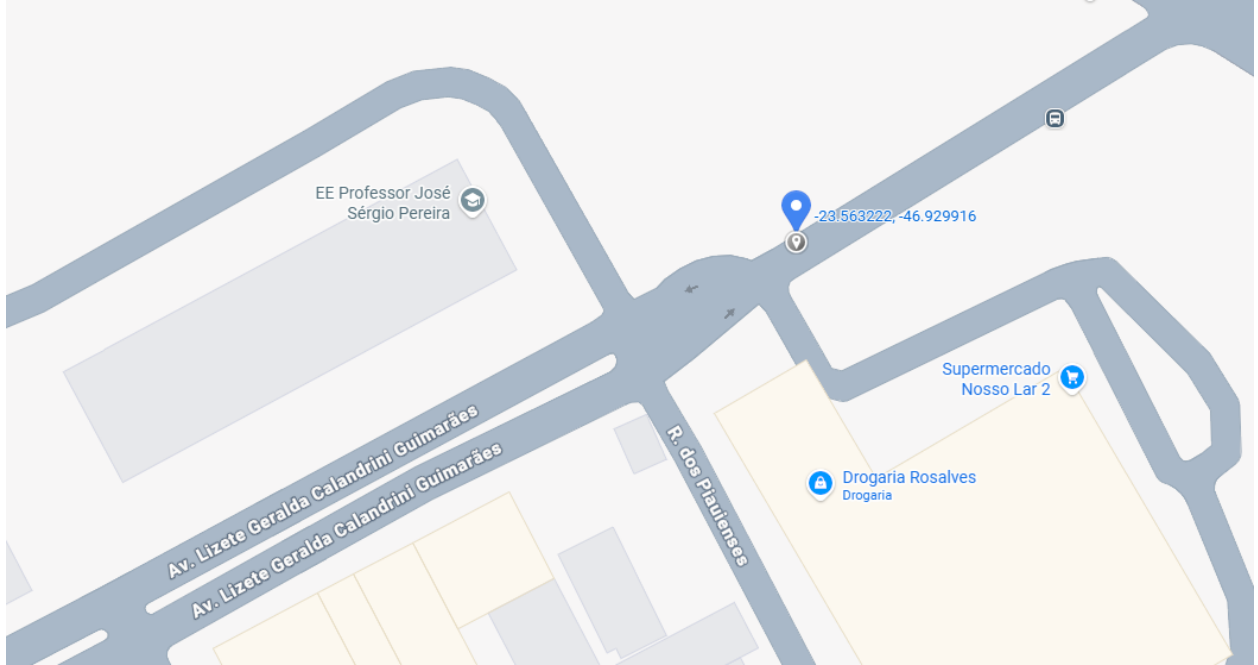 EE Professor José
Sérgio Pereira
-23.563222, -46.929916
Supermercado
Nosso Lar 2
Av. Lizete Geralda Calandrini Guimarães
Av. Lizete Geralda Calandrini Guimarães
R. dos Piauienses
Drogaria Rosalves
Drogaria